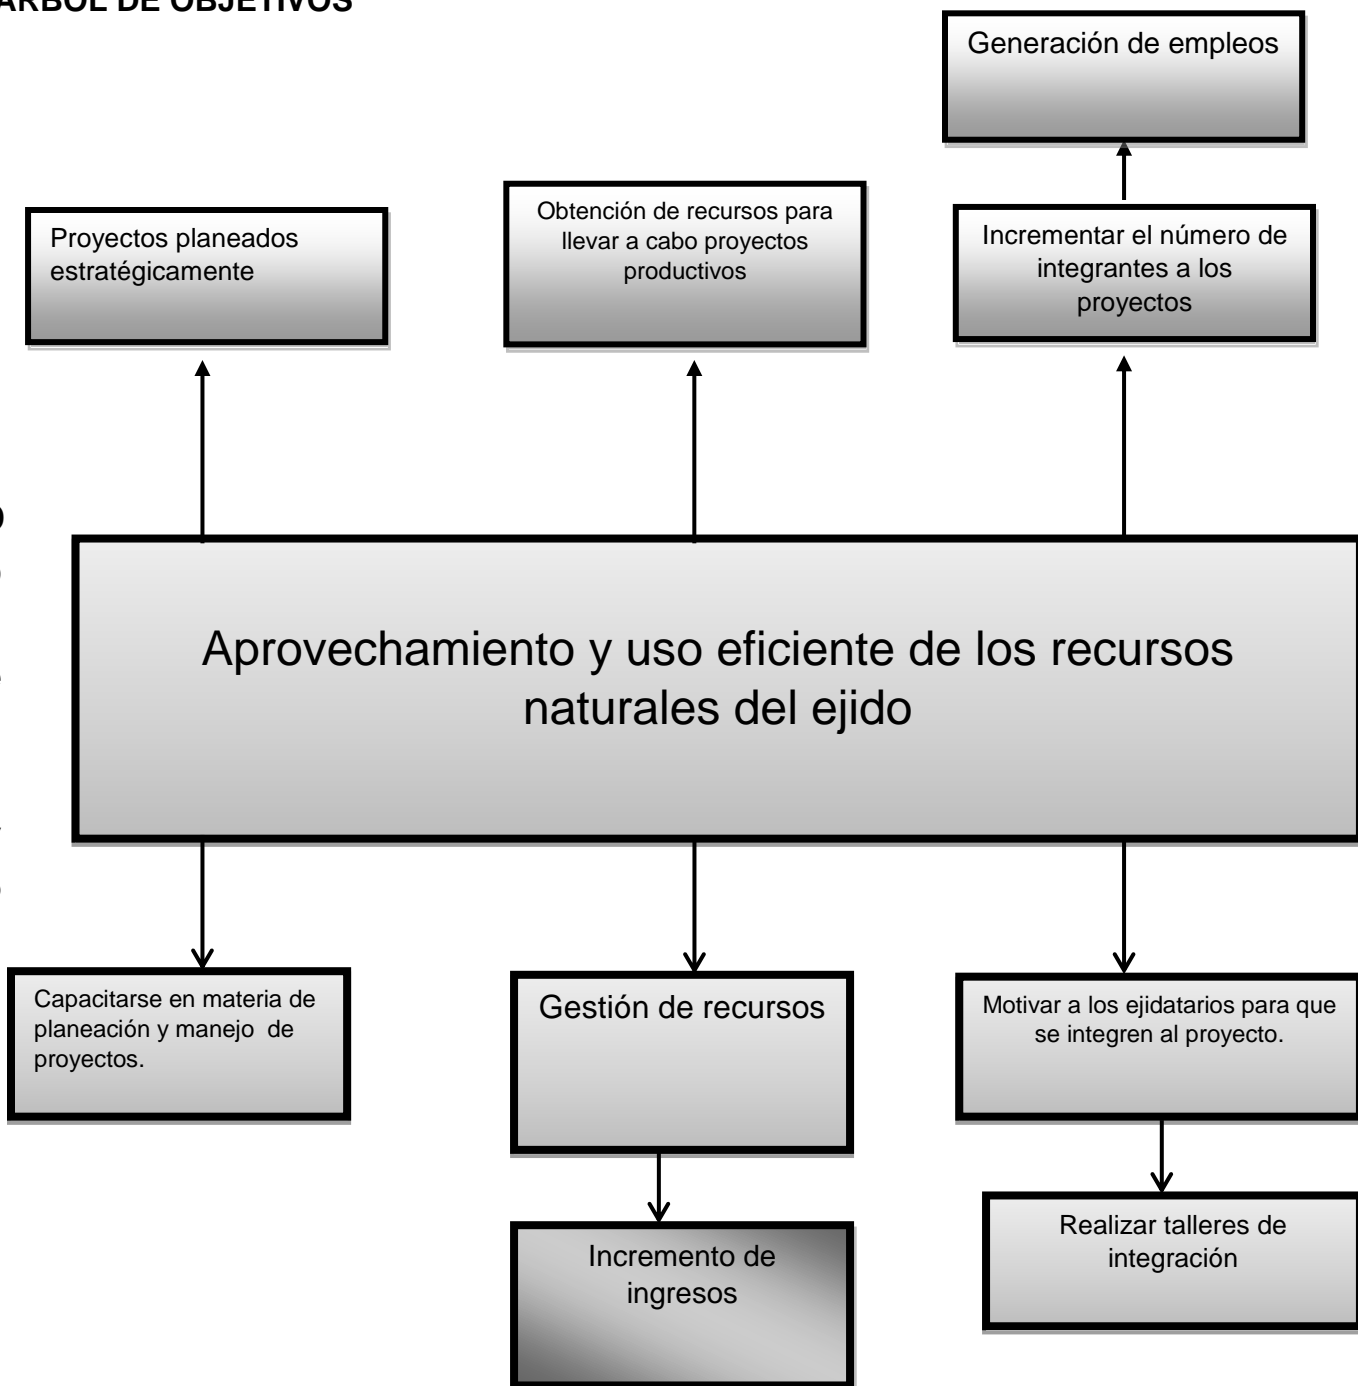 ARBOL DE OBJETIVOS
Generación de empleos
Proyectos planeados
estratégicamente
Obtención de recursos para
llevar a cabo proyectos
productivos
Incrementar el número de
integrantes a los
proyectos
Aprovechamiento y uso eficiente de los recursos
naturales del ejido
Capacitarse en materia de
planeación y manejo  de
proyectos.
Gestión de recursos
Motivar a los ejidatarios para que
se integren al proyecto.
Incremento de
ingresos
Realizar talleres de
integración